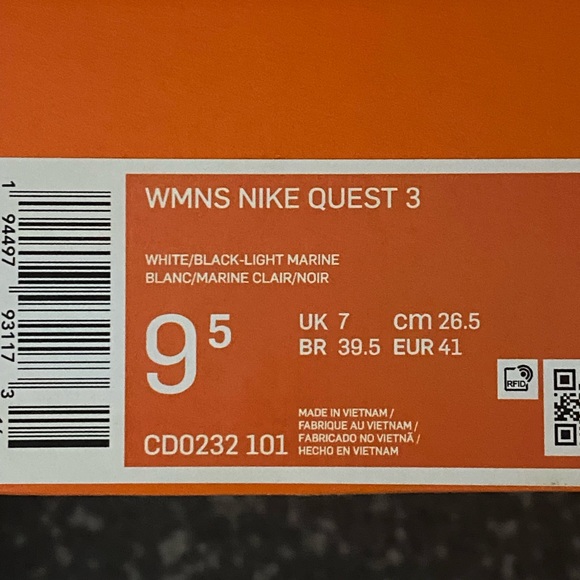 WMNS NIKE QUEST 3
WHITE/BLACK-LIGHT MARINE
BLANC/MARINE CLAIR/NOIR
9 5
UK 7 cm 26.5
BR 39.5 EUR 41
RFID
MADE IN VIETNAM /
FABRIQUE AU VIETNAM /
FABRICADO NO VIETNÃ /
HECHO EN VIETNAM
CD0232 101
1 94497 93117 3